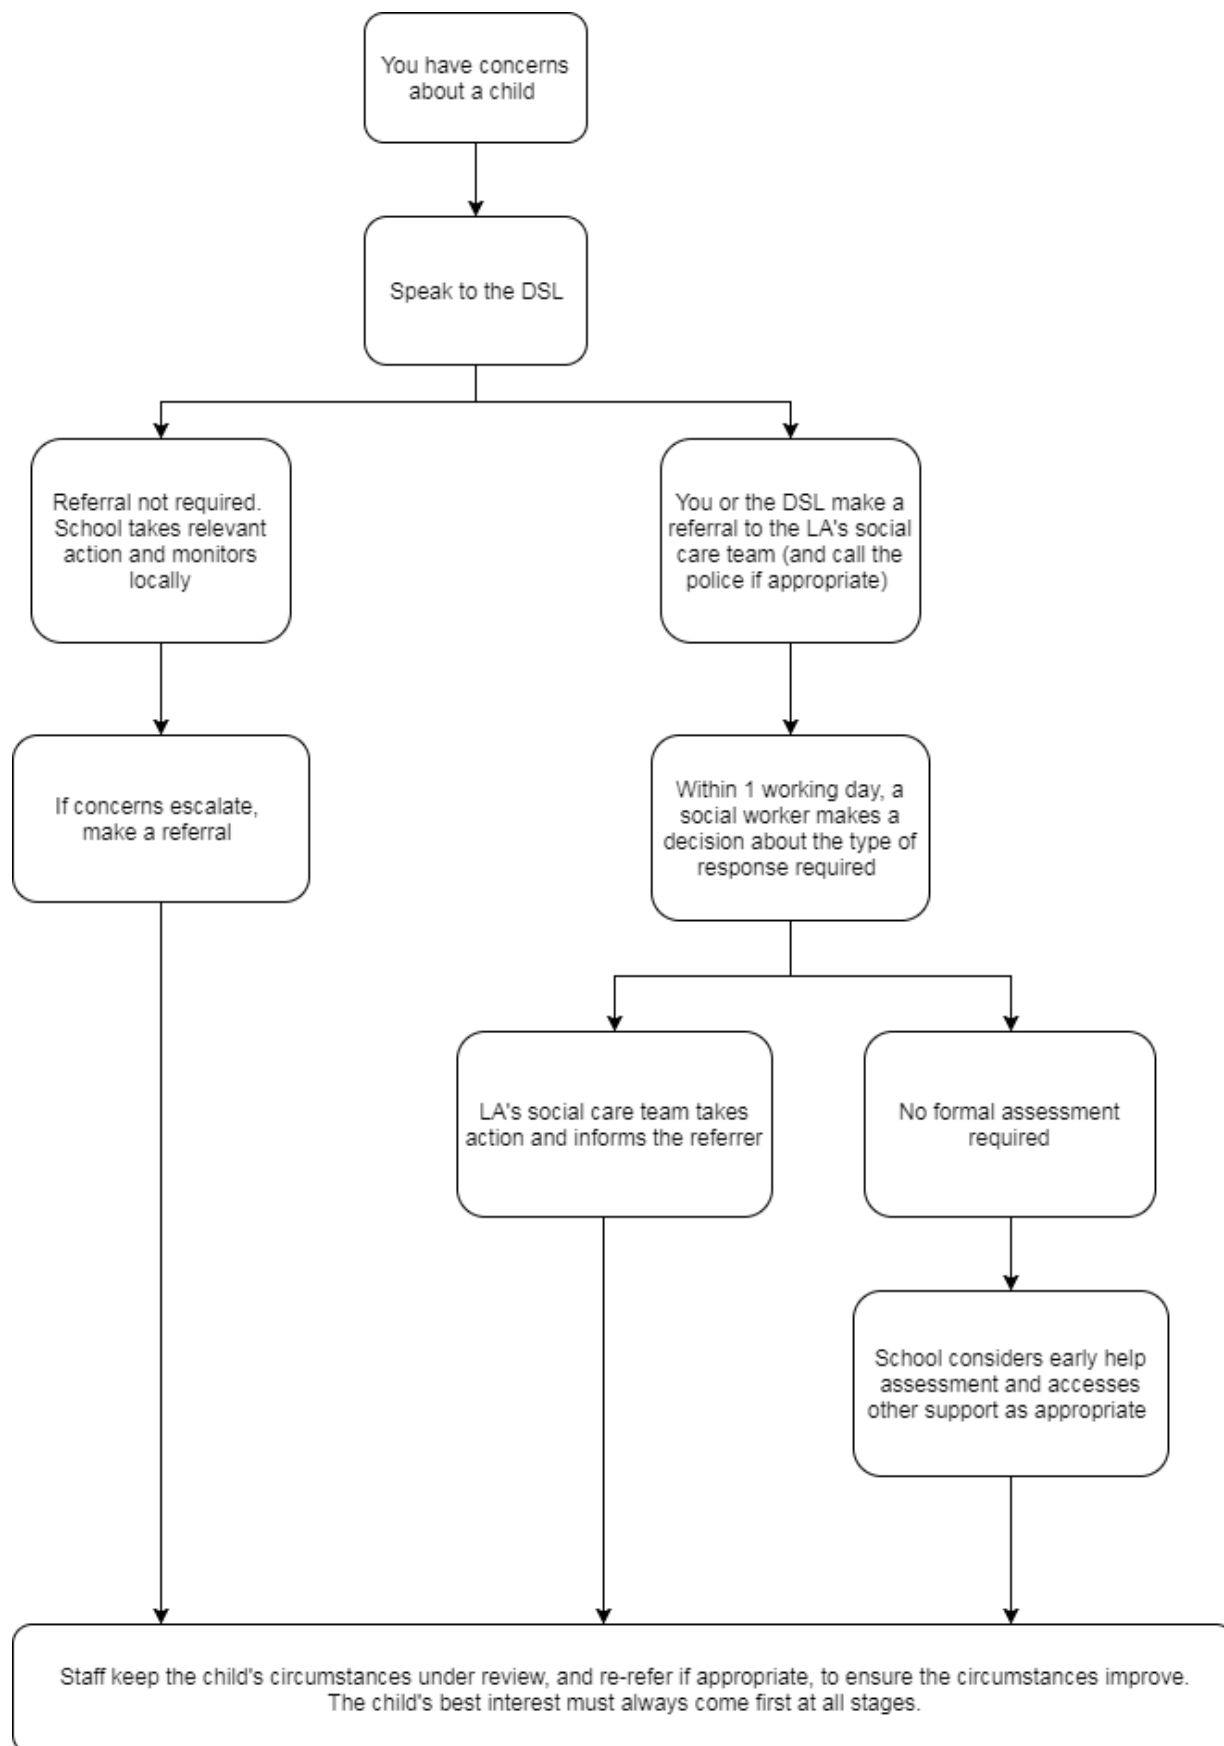 You have concerns
about a child
Speak to the DSL
Referral not required.
School takes relevant
action and monitors
locally
You or the DSL make a
referral to the LA's social
care team (and call the
police if appropriate)
If concerns escalate,
make a referral
Within 1 working day, a
social worker makes a
decision about the type of
response required
LA's social care team takes
action and informs the referrer
No formal assessment
required
School considers early help
assessment and accesses
other support as appropriate
Staff keep the child's circumstances under review, and re-refer if appropriate, to ensure the circumstances improve.
The child's best interest must always come first at all stages.